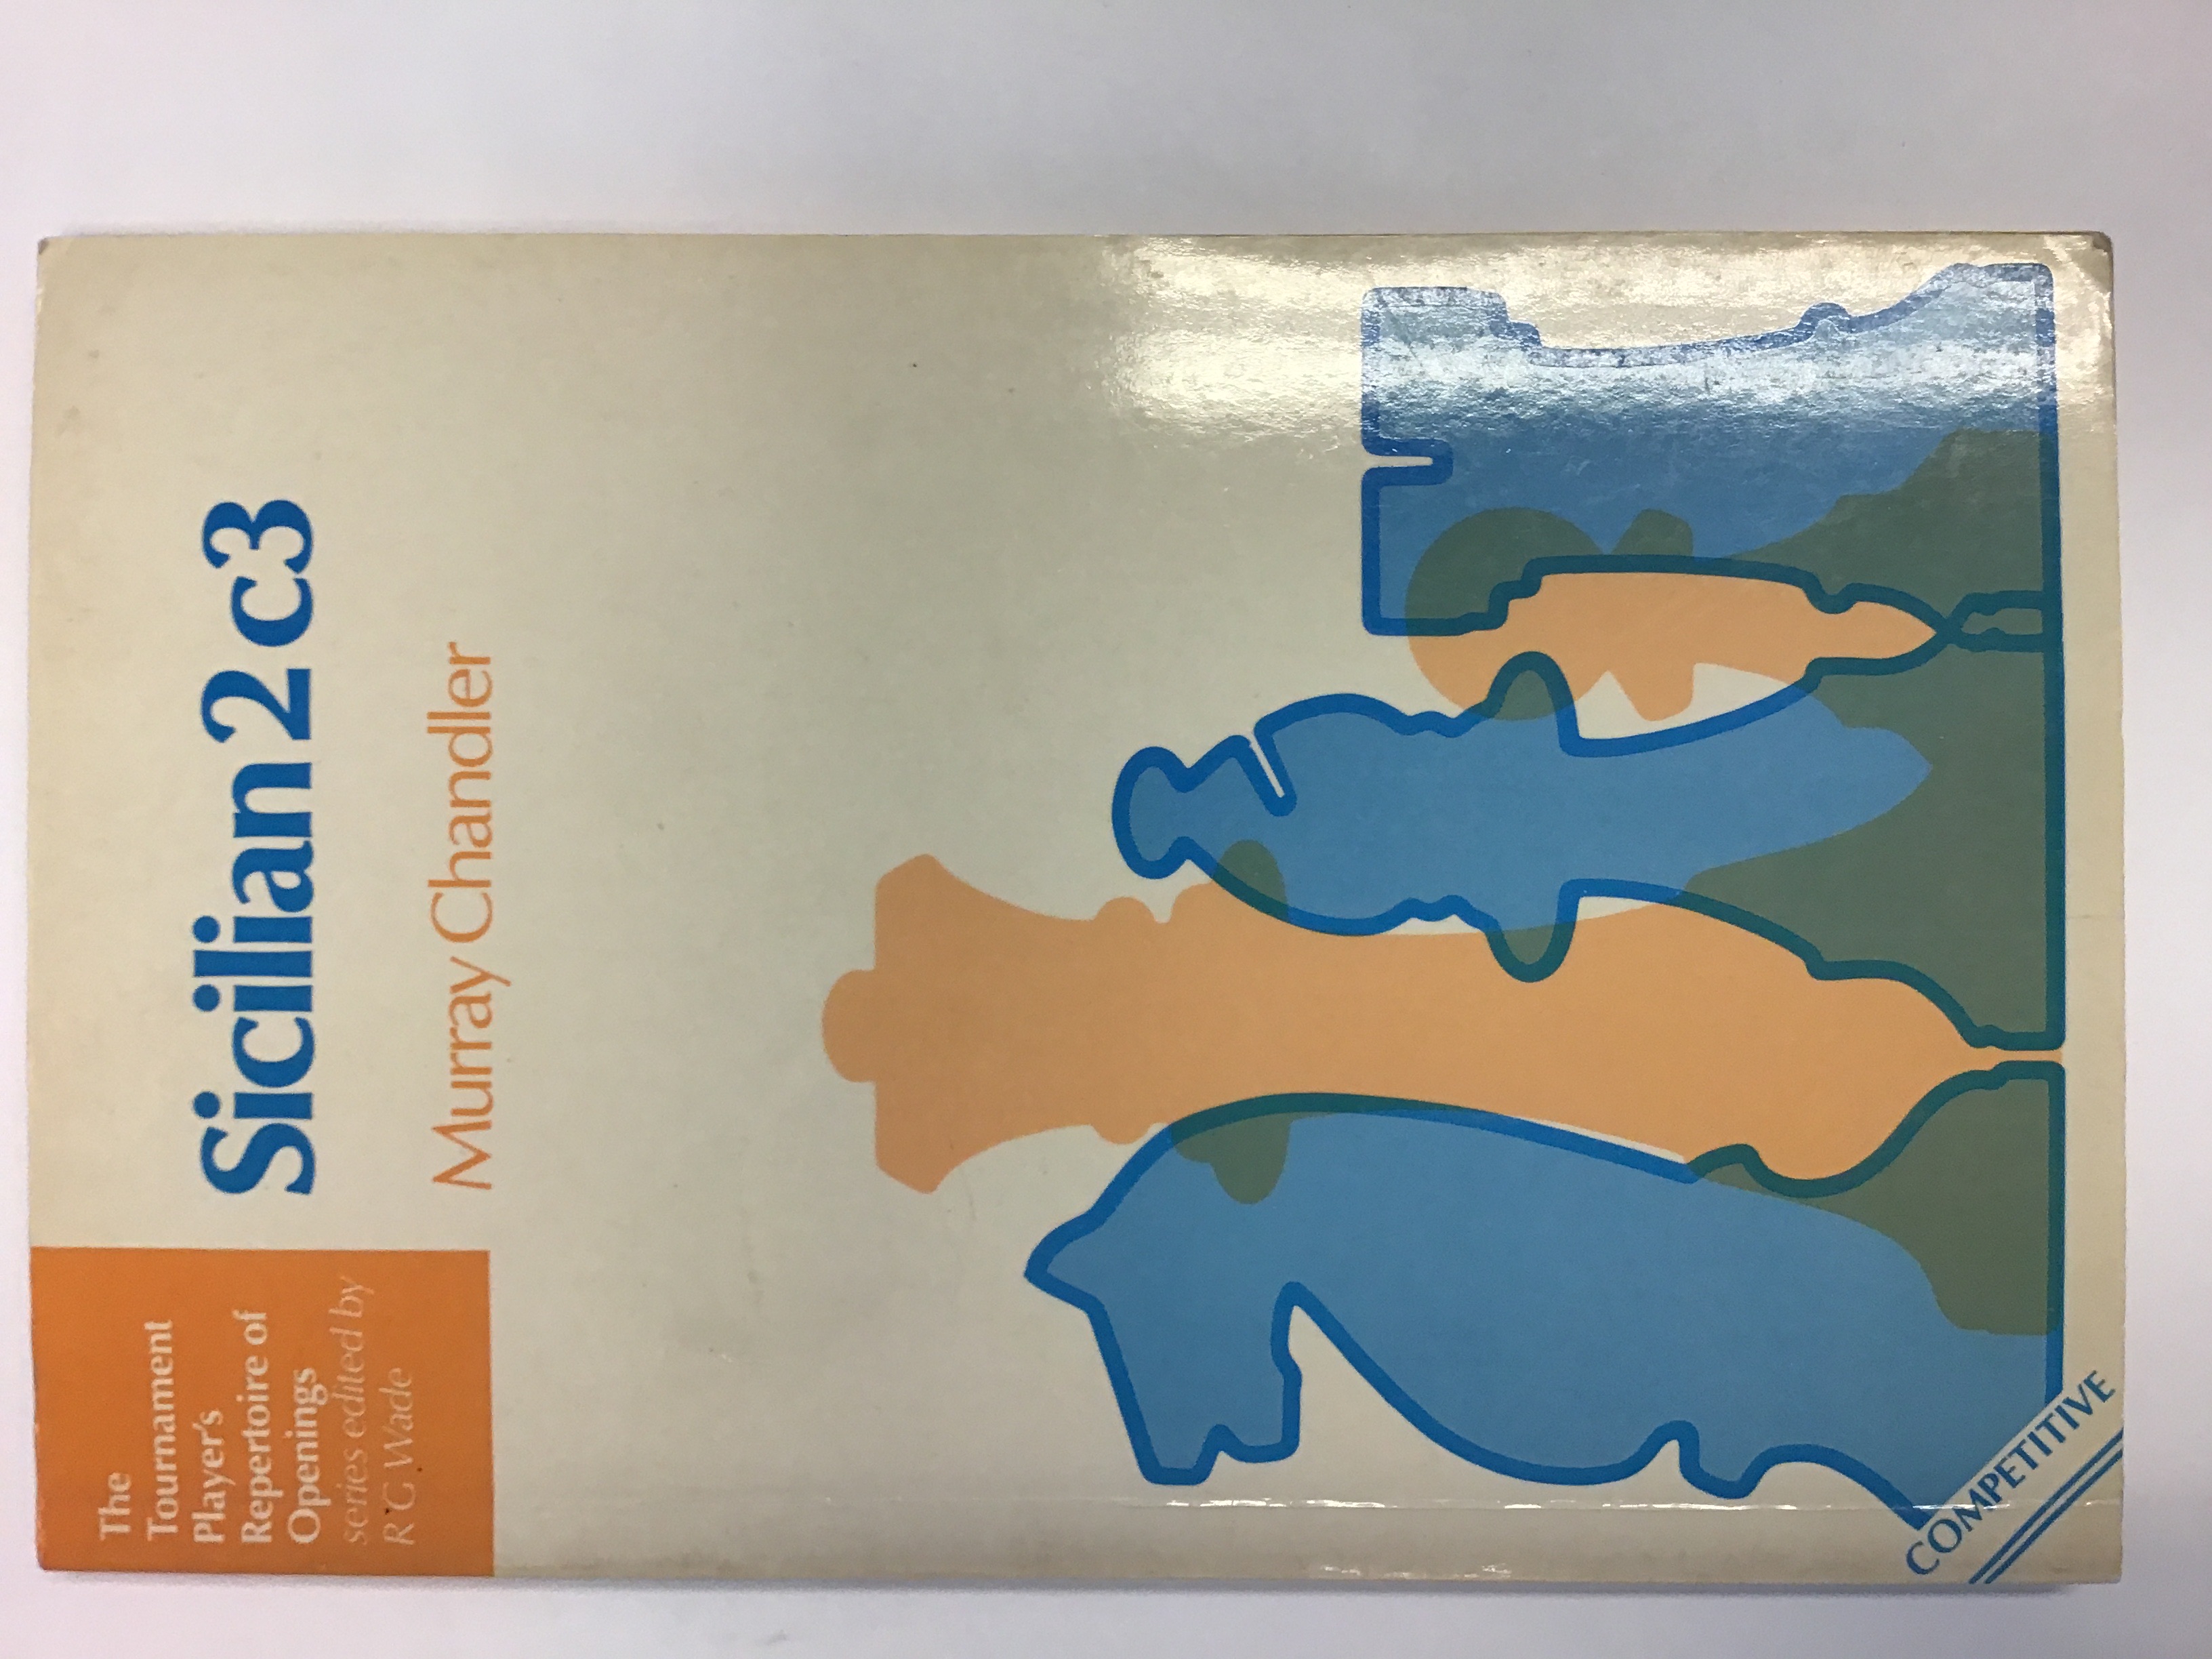 The
Tournament
Player's
Repertoire of
Openings
series edited by
R G Wade
Sicilian 2 c3
Murray Chandler
COMPETITIVE